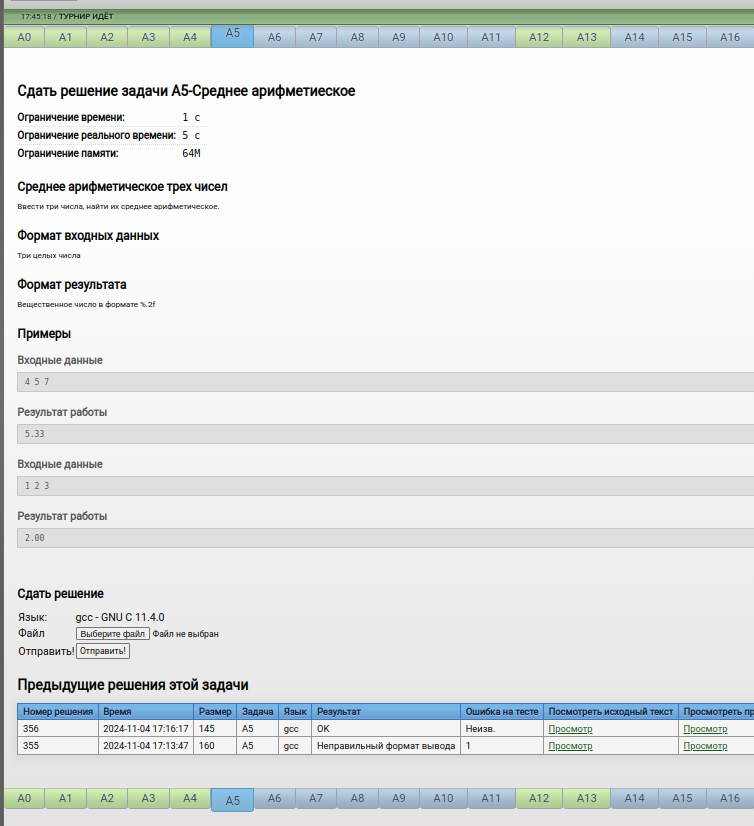 17:45:18 / ТУРНИР ИДЁТ
A0 A1 A2 A3 A4 A5 A6 A7 A8 A9 A10 A11 A12 A13 A14 A15 A16
Сдать решение задачи A5-Среднее арифметиеское
Ограничение времени: 1 с
Ограничение реального времени: 5 с
Ограничение памяти: 64M
Среднее арифметическое трех чисел
Ввести три числа, найти их среднее арифметическое.
Формат входных данных
Три целых числа
Формат результата
Вещественное число в формате %.2f
Примеры
Входные данные
4 5 7
Результат работы
5.33
Входные данные
1 2 3
Результат работы
2.00
Сдать решение
Язык: gcc - GNU C 11.4.0
Файл Выберите файл Файл не выбран
Отправить! Отправить!
Предыдущие решения этой задачи
Номер решения Время Размер Задача Язык Результат Ошибка на тесте Посмотреть исходный текст Просмотреть пр
356 2024-11-04 17:16:17 145 A5 gcc OK Неизв. Просмотр Просмотр
355 2024-11-04 17:13:47 160 A5 gcc Неправильный формат вывода 1 Просмотр Просмотр
A0 A1 A2 A3 A4 A5 A6 A7 A8 A9 A10 A11 A12 A13 A14 A15 A16